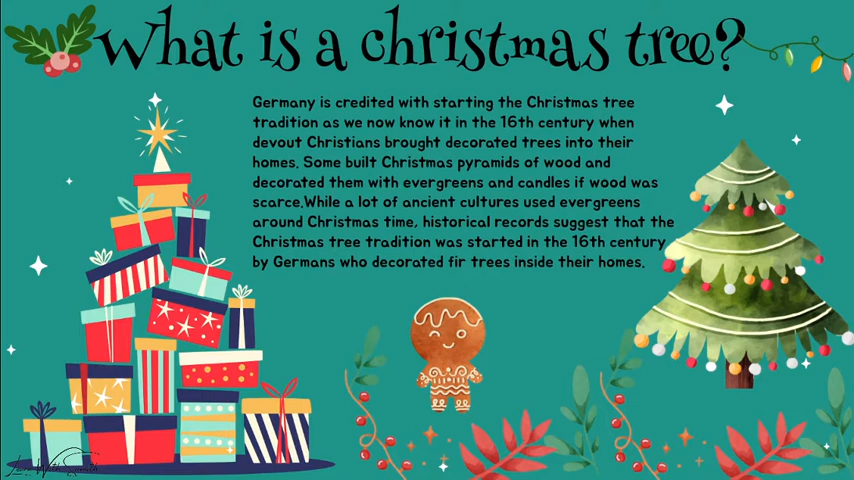 What is a christmas tree?
Germany is credited with starting the Christmas tree
tradition as we now know it in the 16th century when
devout Christians brought decorated trees into their
homes. Some built Christmas pyramids of wood and
decorated them with evergreens and candles if wood was
scarce.While a lot of ancient cultures used evergreens
around Christmas time, historical records suggest that the
Christmas tree tradition was started in the 16th century
by Germans who decorated fir trees inside their homes.